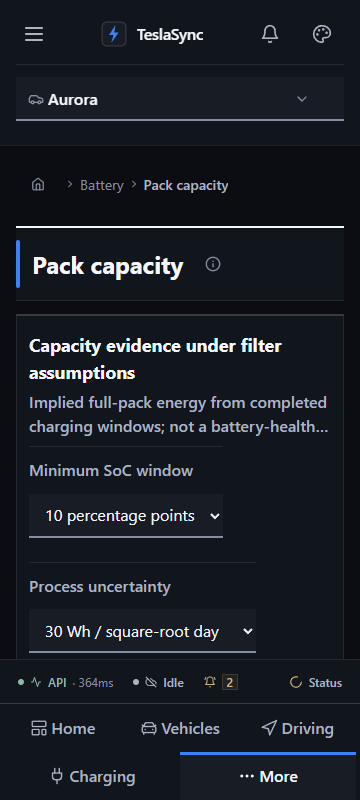 TeslaSync
Aurora
Battery
Pack capacity
Pack capacity
Capacity evidence under filter
assumptions
Implied full-pack energy from completed
charging windows; not a battery-health...
Minimum SoC window
10 percentage points
Process uncertainty
30 Wh / square-root day
API · 364ms
Idle
2
Status
Home
Vehicles
Driving
Charging
More